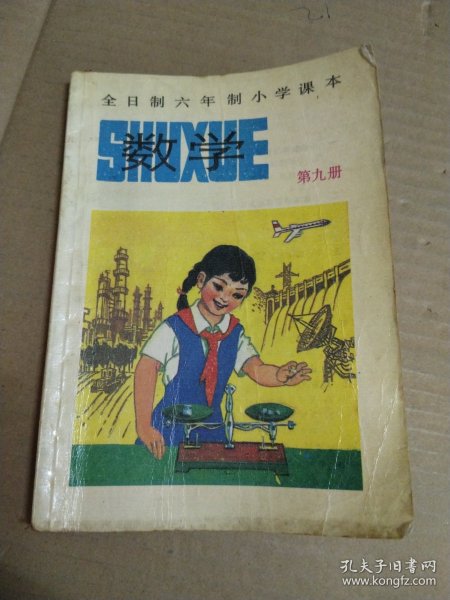 全日制六年制小学课本
SHUXUE
数学
第九册
孔夫子旧书网
www.kongfz.com